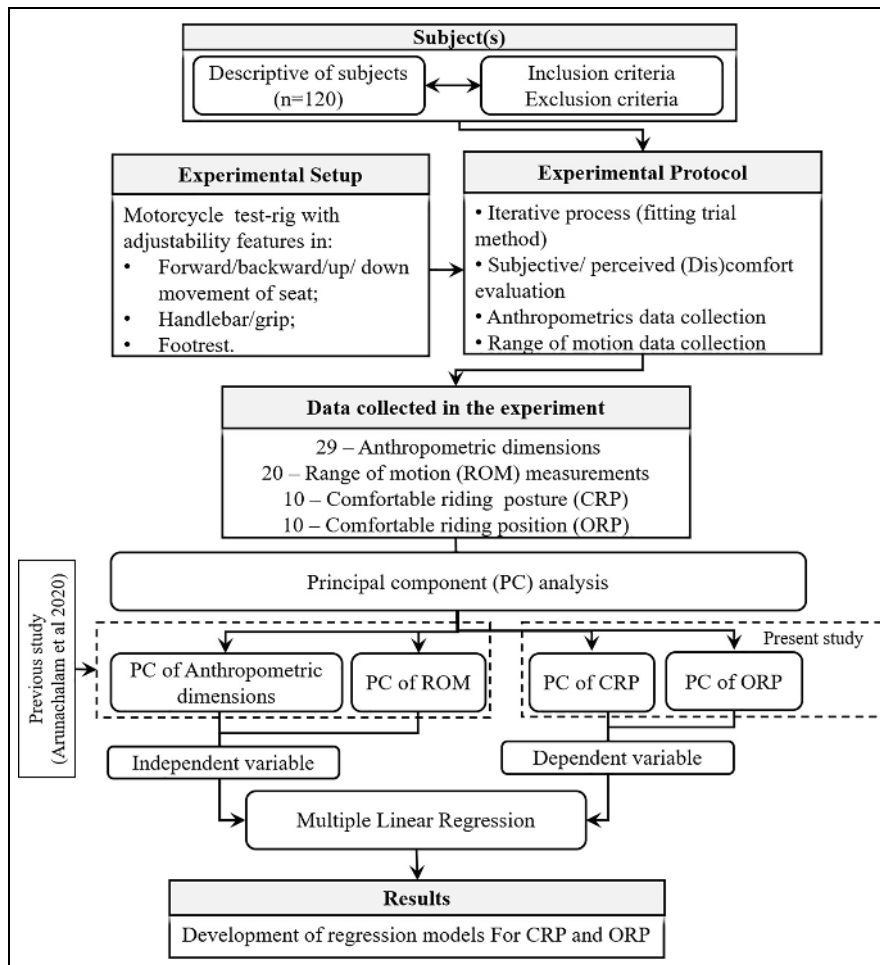 Subject(s)
Descriptive of subjects
(n=120)
Inclusion criteria
Exclusion criteria
Experimental Setup
Motorcycle test-rig with
adjustability features in:
• Forward/backward/up/ down
movement of seat;
• Handlebar/grip;
• Footrest.
Experimental Protocol
• Iterative process (fitting trial
method)
• Subjective/ perceived (Dis)comfort
evaluation
• Anthropometrics data collection
• Range of motion data collection
Data collected in the experiment
29 – Anthropometric dimensions
20 – Range of motion (ROM) measurements
10 – Comfortable riding posture (CRP)
10 – Comfortable riding position (ORP)
Principal component (PC) analysis
Previous study
(Arunachalam et al 2020)
Present study
PC of Anthropometric
dimensions
PC of ROM
PC of CRP
PC of ORP
Independent variable
Dependent variable
Multiple Linear Regression
Results
Development of regression models For CRP and ORP